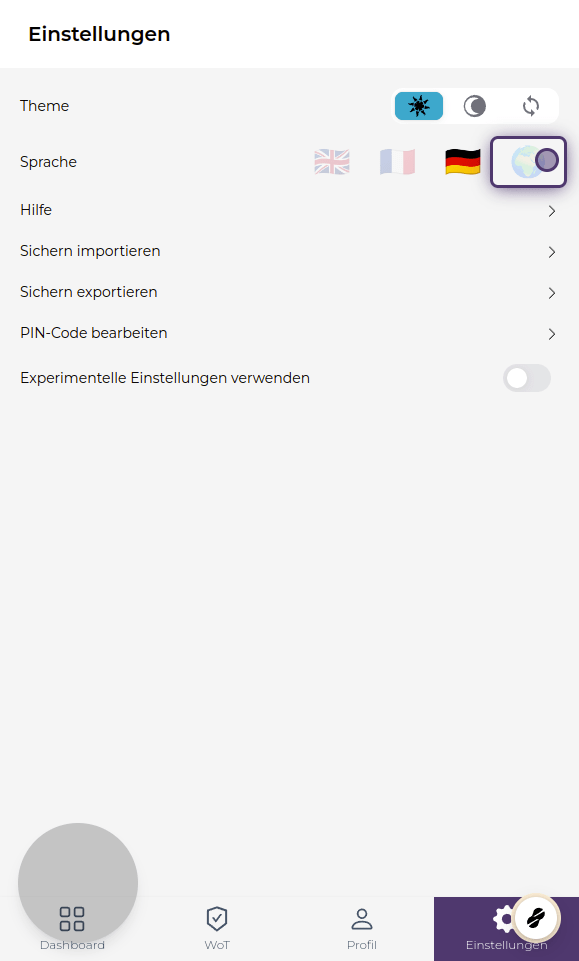 Einstellungen
Theme
Sprache
Hilfe
Sichern importieren
Sichern exportieren
PIN-Code bearbeiten
Experimentelle Einstellungen verwenden
Dashboard
WoT
Profil
Einstellungen